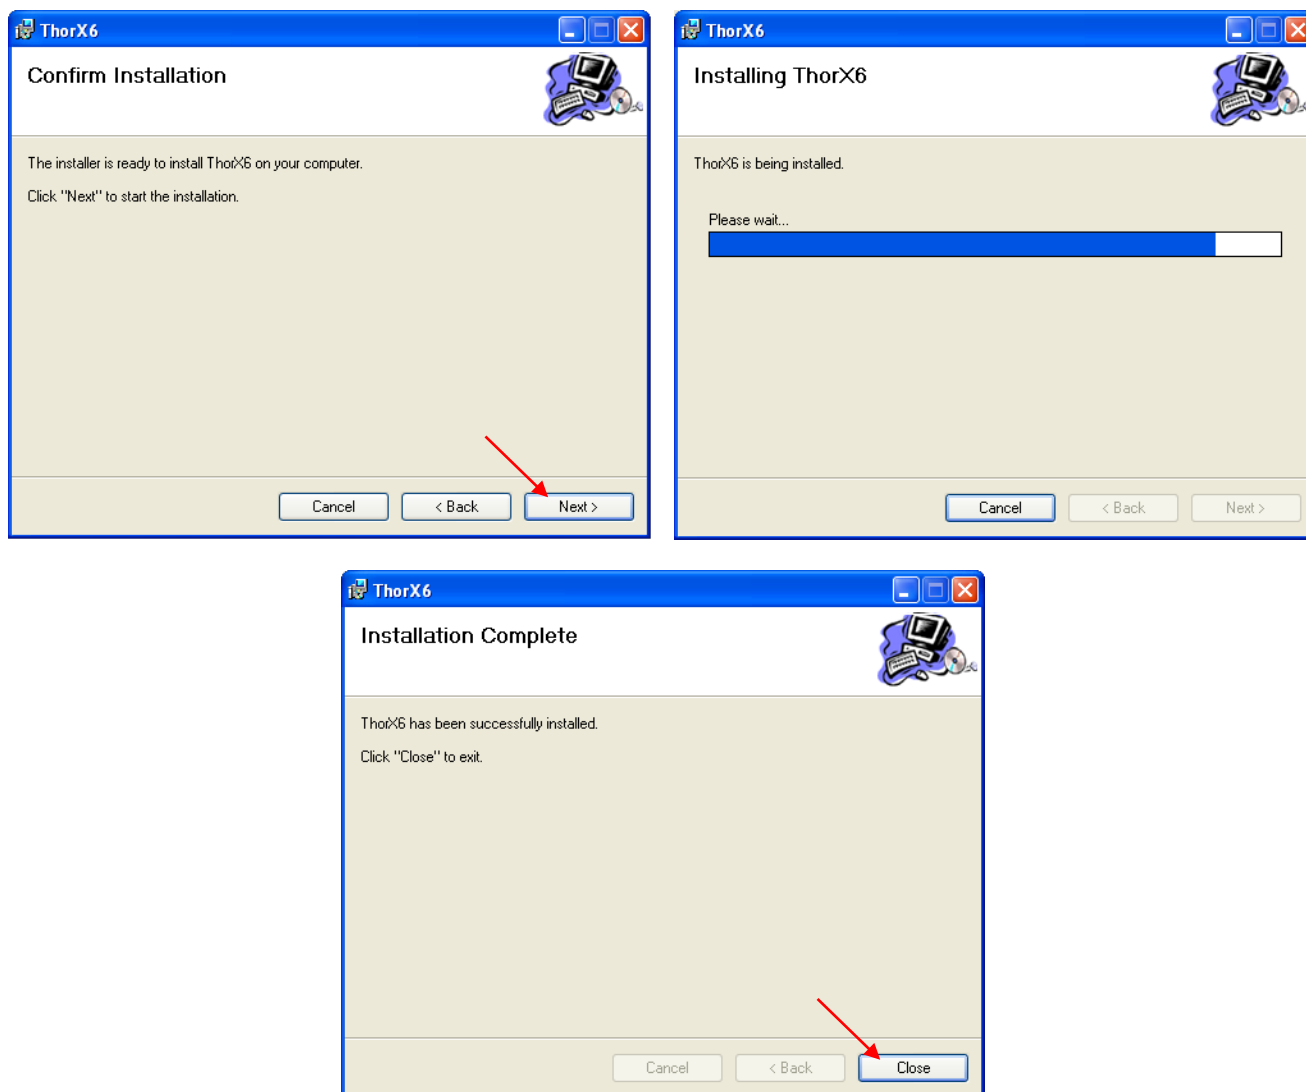 ThorX6
Confirm Installation
The installer is ready to install ThorX6 on your computer.
Click "Next" to start the installation.
Cancel
< Back
Next >
ThorX6
Installing ThorX6
ThorX6 is being installed.
Please wait...
Cancel
< Back
Next >
ThorX6
Installation Complete
ThorX6 has been successfully installed.
Click "Close" to exit.
Cancel
< Back
Close